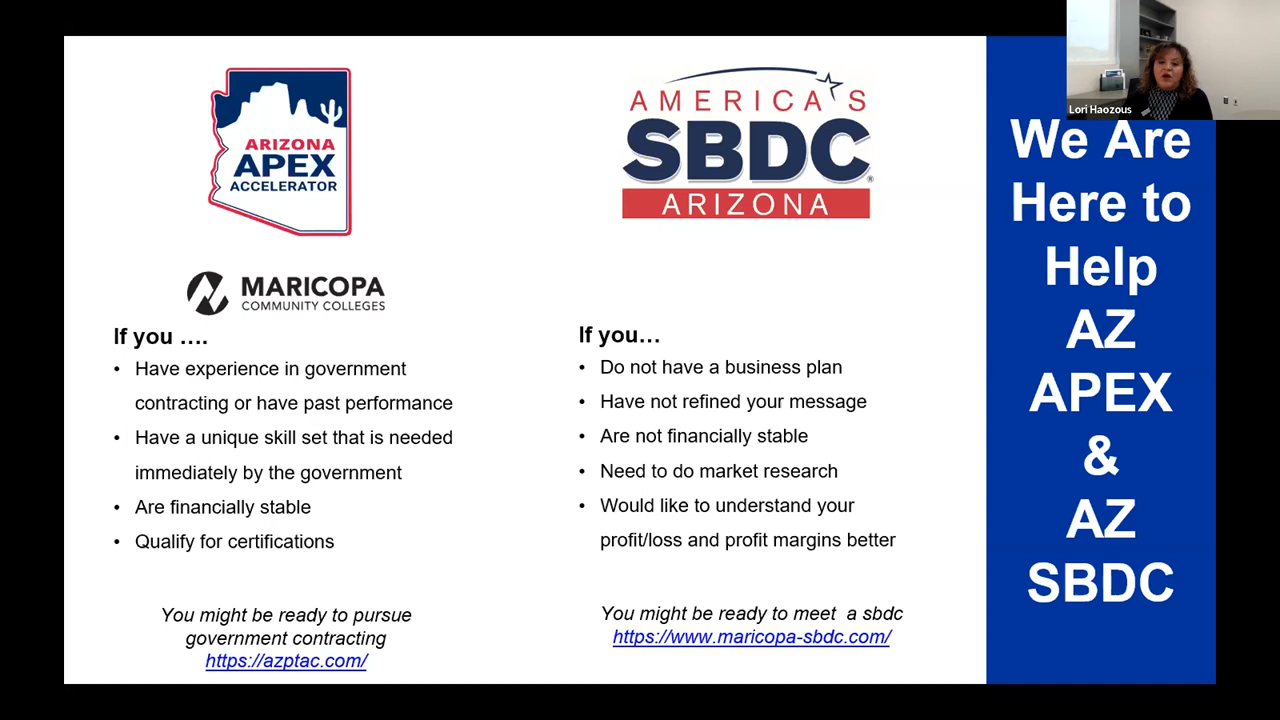 ARIZONA
APEX
ACCELERATOR
MARICOPA
COMMUNITY COLLEGES
If you ….
• Have experience in government
contracting or have past performance
• Have a unique skill set that is needed
immediately by the government
• Are financially stable
• Qualify for certifications
You might be ready to pursue
government contracting
https://azptac.com/
AMERICA'S
SBDC®
ARIZONA
If you…
• Do not have a business plan
• Have not refined your message
• Are not financially stable
• Need to do market research
• Would like to understand your
profit/loss and profit margins better
You might be ready to meet  a sbdc
https://www.maricopa-sbdc.com/
Lori Haozous
We Are
Here to
Help
AZ
APEX
&
AZ
SBDC